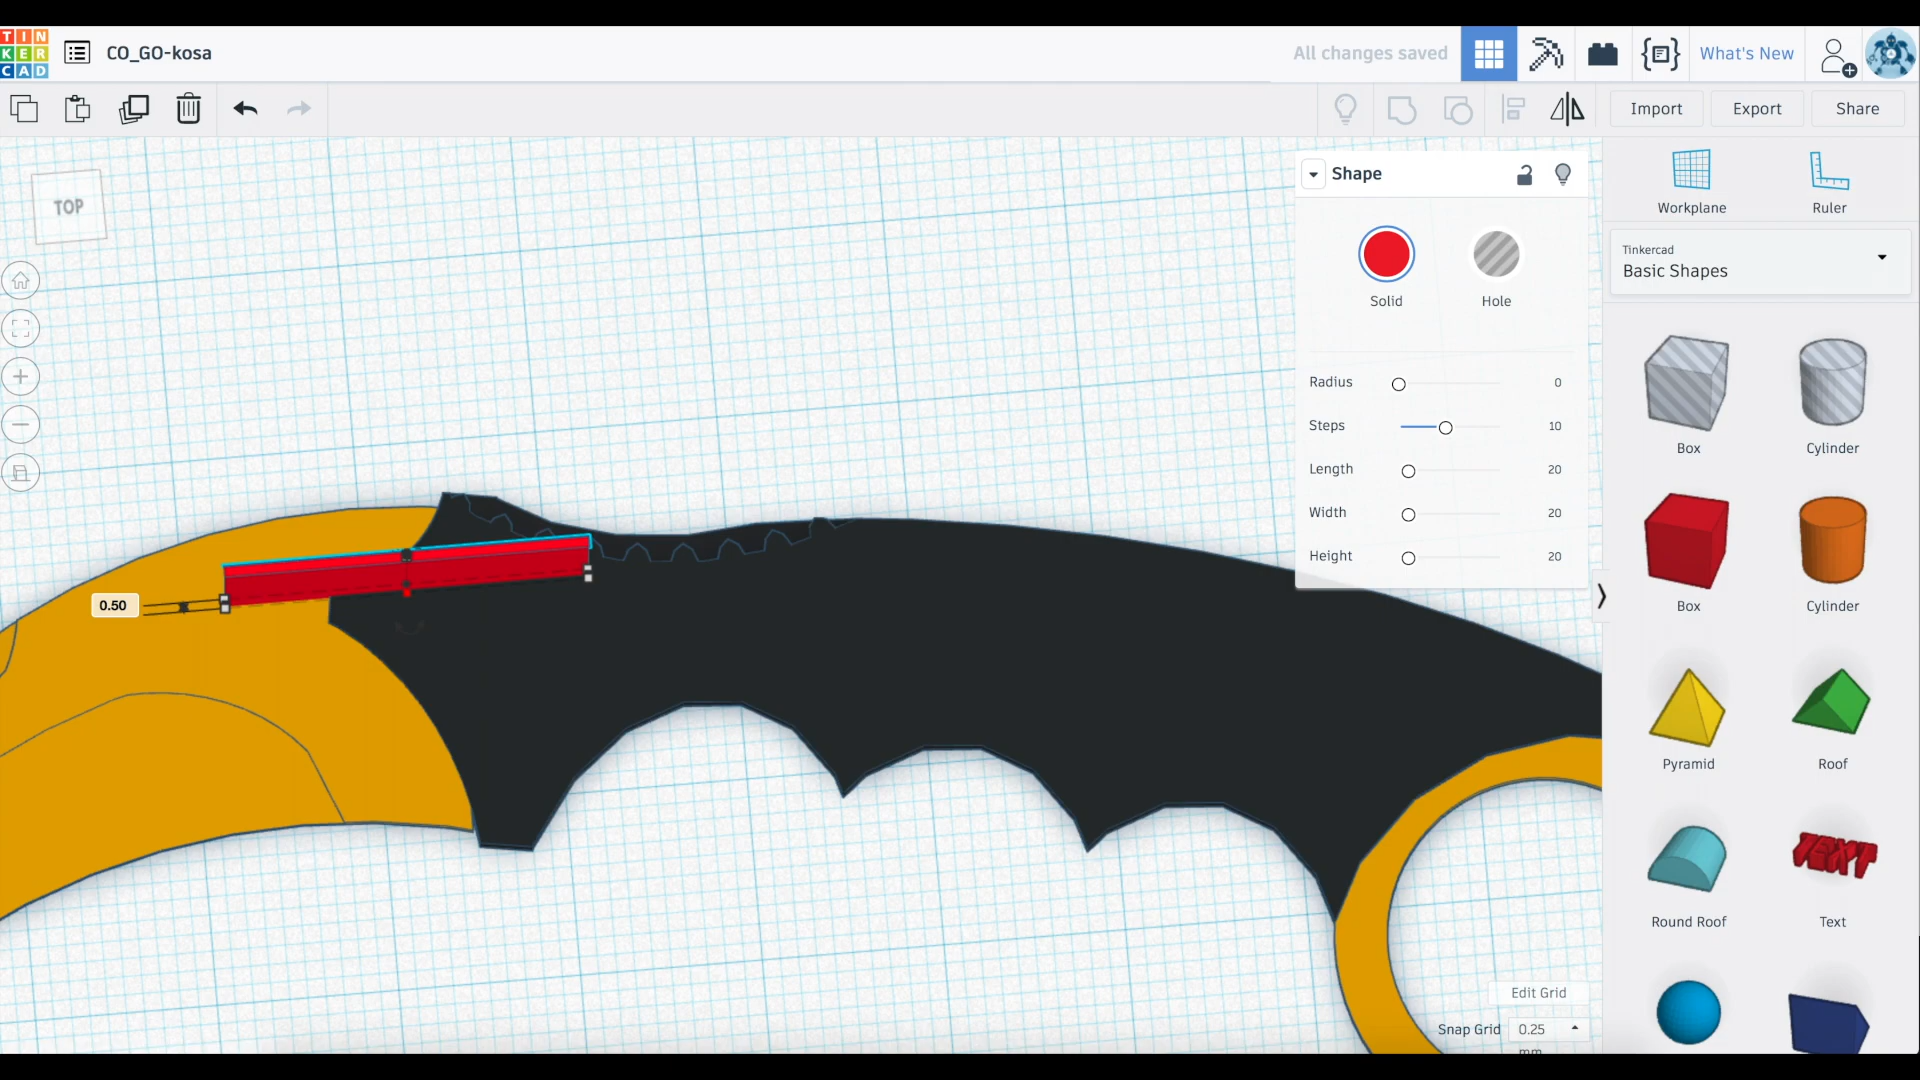 TIN
KER
CAD
CO_GO-kosa
All changes saved
What's New
Import
Export
Share
TOP
Shape
Solid
Hole
Radius 0
Steps 10
Length 20
Width 20
Height 20
Workplane
Ruler
Tinkercad
Basic Shapes
Box
Cylinder
Box
Cylinder
Pyramid
Roof
TEXT
Round Roof
Text
0.50
Edit Grid
Snap Grid 0.25
mm